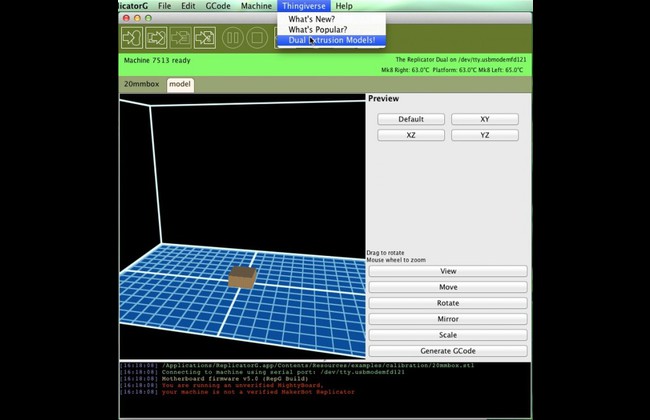 licatorG File Edit GCode Machine Thingiverse Help
What's New?
What's Popular?
Dual Extrusion Models!
Machine 7513 ready
The Replicator Dual on /dev/tty.usbmodemfd121
Mk8 Right: 63.0°C Platform: 63.0°C Mk8 Left: 65.0°C
20mmbox model
Preview
Default XY
XZ YZ
Drag to rotate
Mouse wheel to zoom
View
Move
Rotate
Mirror
Scale
Generate GCode
[16:18:08] /Applications/ReplicatorG.app/Contents/Resources/examples/calibration/20mmbox.stl
[16:18:08] Connecting to machine using serial port: /dev/tty.usbmodemfd121
[16:18:08] Motherboard firmware v5.0 (RepG Build)
[16:18:08] You are running an unverified MightyBoard,
[16:18:08] your machine is not a verified MakerBot Replicator